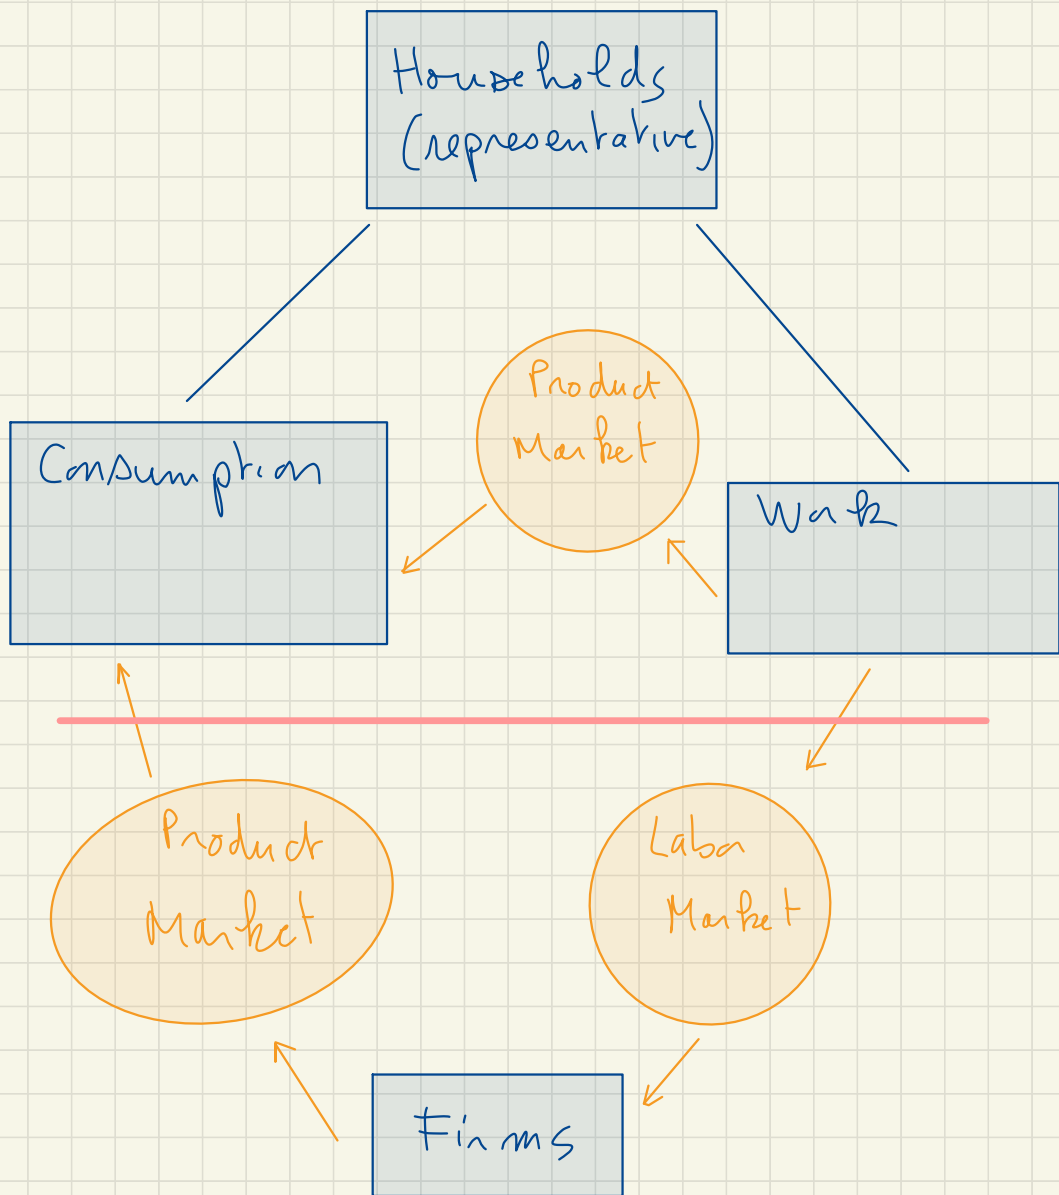 Households
(representative)
Product
Market
Consumption
Work
Product
Market
Labor
Market
Firms